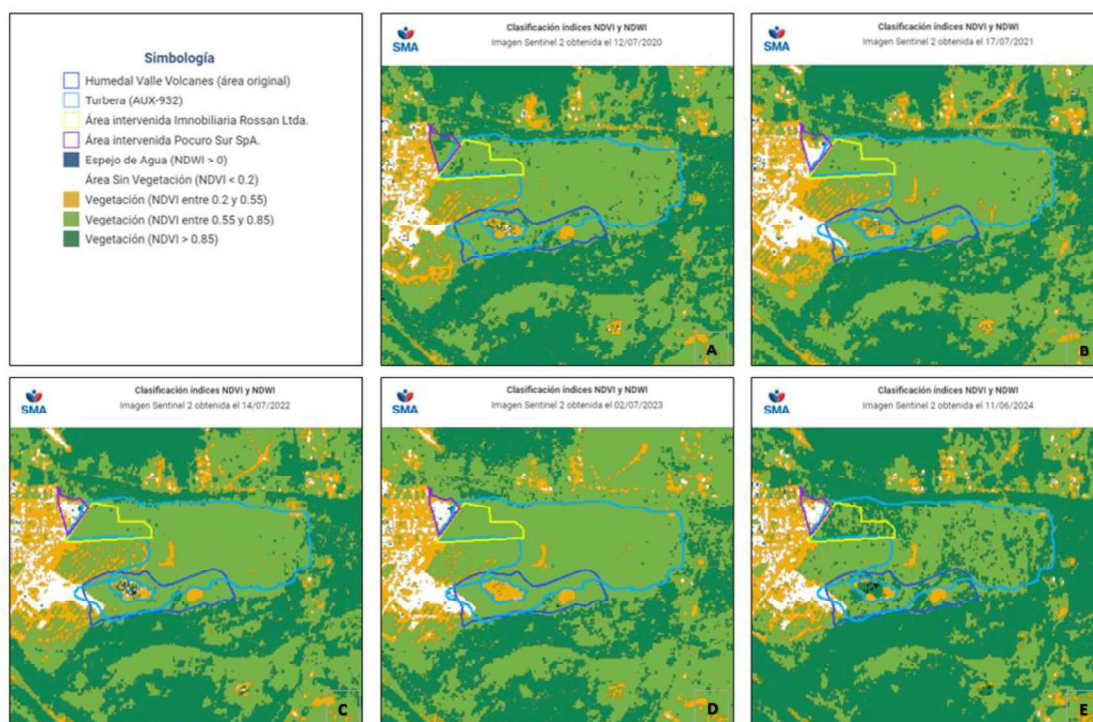 Simbología
Humedal Valle Volcanes (área original)
Turbera (AUX-932)
Área intervenida Imnobiliaria Rossan Ltda.
Área intervenida Pocuro Sur SpA.
Espejo de Agua (NDWI > 0)
Área Sin Vegetación (NDVI < 0.2)
Vegetación (NDVI entre 0.2 y 0.55)
Vegetación (NDVI entre 0.55 y 0.85)
Vegetación (NDVI > 0.85)
SMA
Clasificación índices NDVI y NDWI
Imagen Sentinel 2 obtenida el 12/07/2020
A
SMA
Clasificación índices NDVI y NDWI
Imagen Sentinel 2 obtenida el 17/07/2021
B
SMA
Clasificación índices NDVI y NDWI
Imagen Sentinel 2 obtenida el 14/07/2022
C
SMA
Clasificación índices NDVI y NDWI
Imagen Sentinel 2 obtenida el 02/07/2023
D
SMA
Clasificación índices NDVI y NDWI
Imagen Sentinel 2 obtenida el 11/06/2024
E